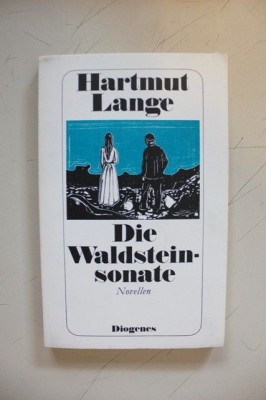 Hartmut
Lange
Die
Waldstein-
sonate
Novellen
Diogenes